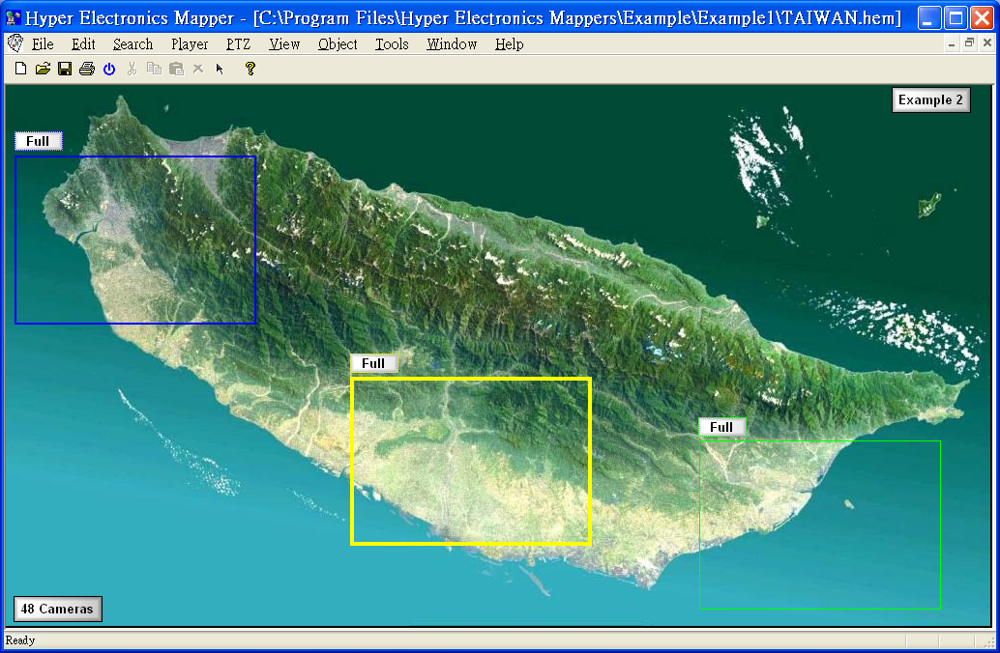 Hyper Electronics Mapper - [C:\Program Files\Hyper Electronics Mappers\Example\Example1\TAIWAN.hem]
File Edit Search Player PTZ View Object Tools Window Help
Example 2
Full
Full
Full
48 Cameras
Ready